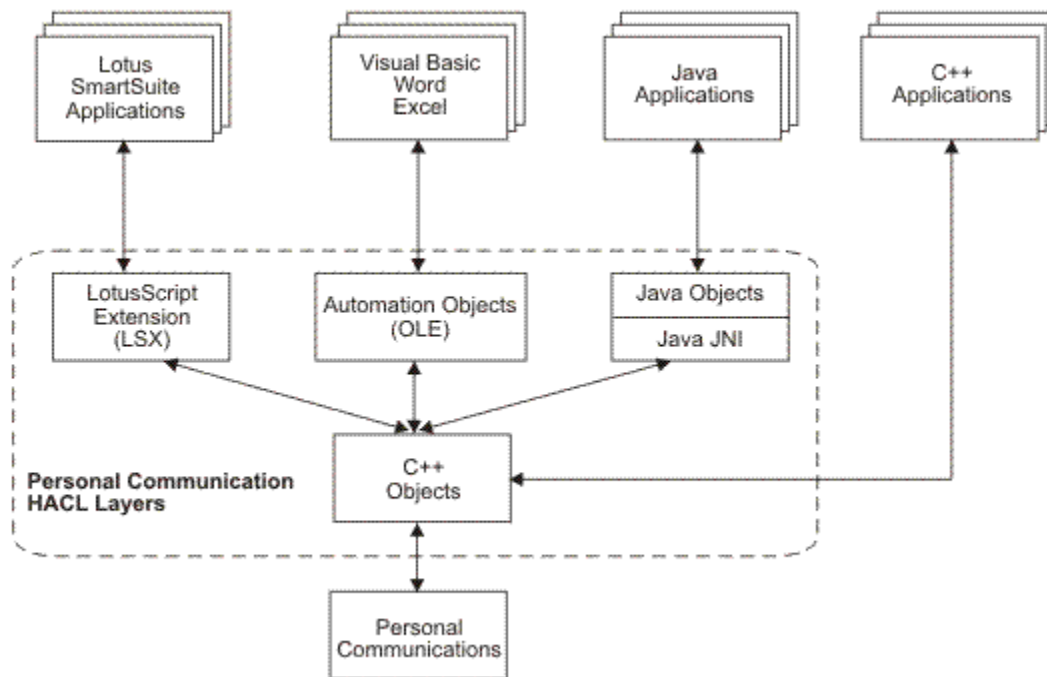 Lotus
SmartSuite
Applications
Visual Basic
Word
Excel
Java
Applications
C++
Applications
LotusScript
Extension
(LSX)
Automation Objects
(OLE)
Java Objects
Java JNI
C++
Objects
Personal Communication
HACL Layers
Personal
Communications